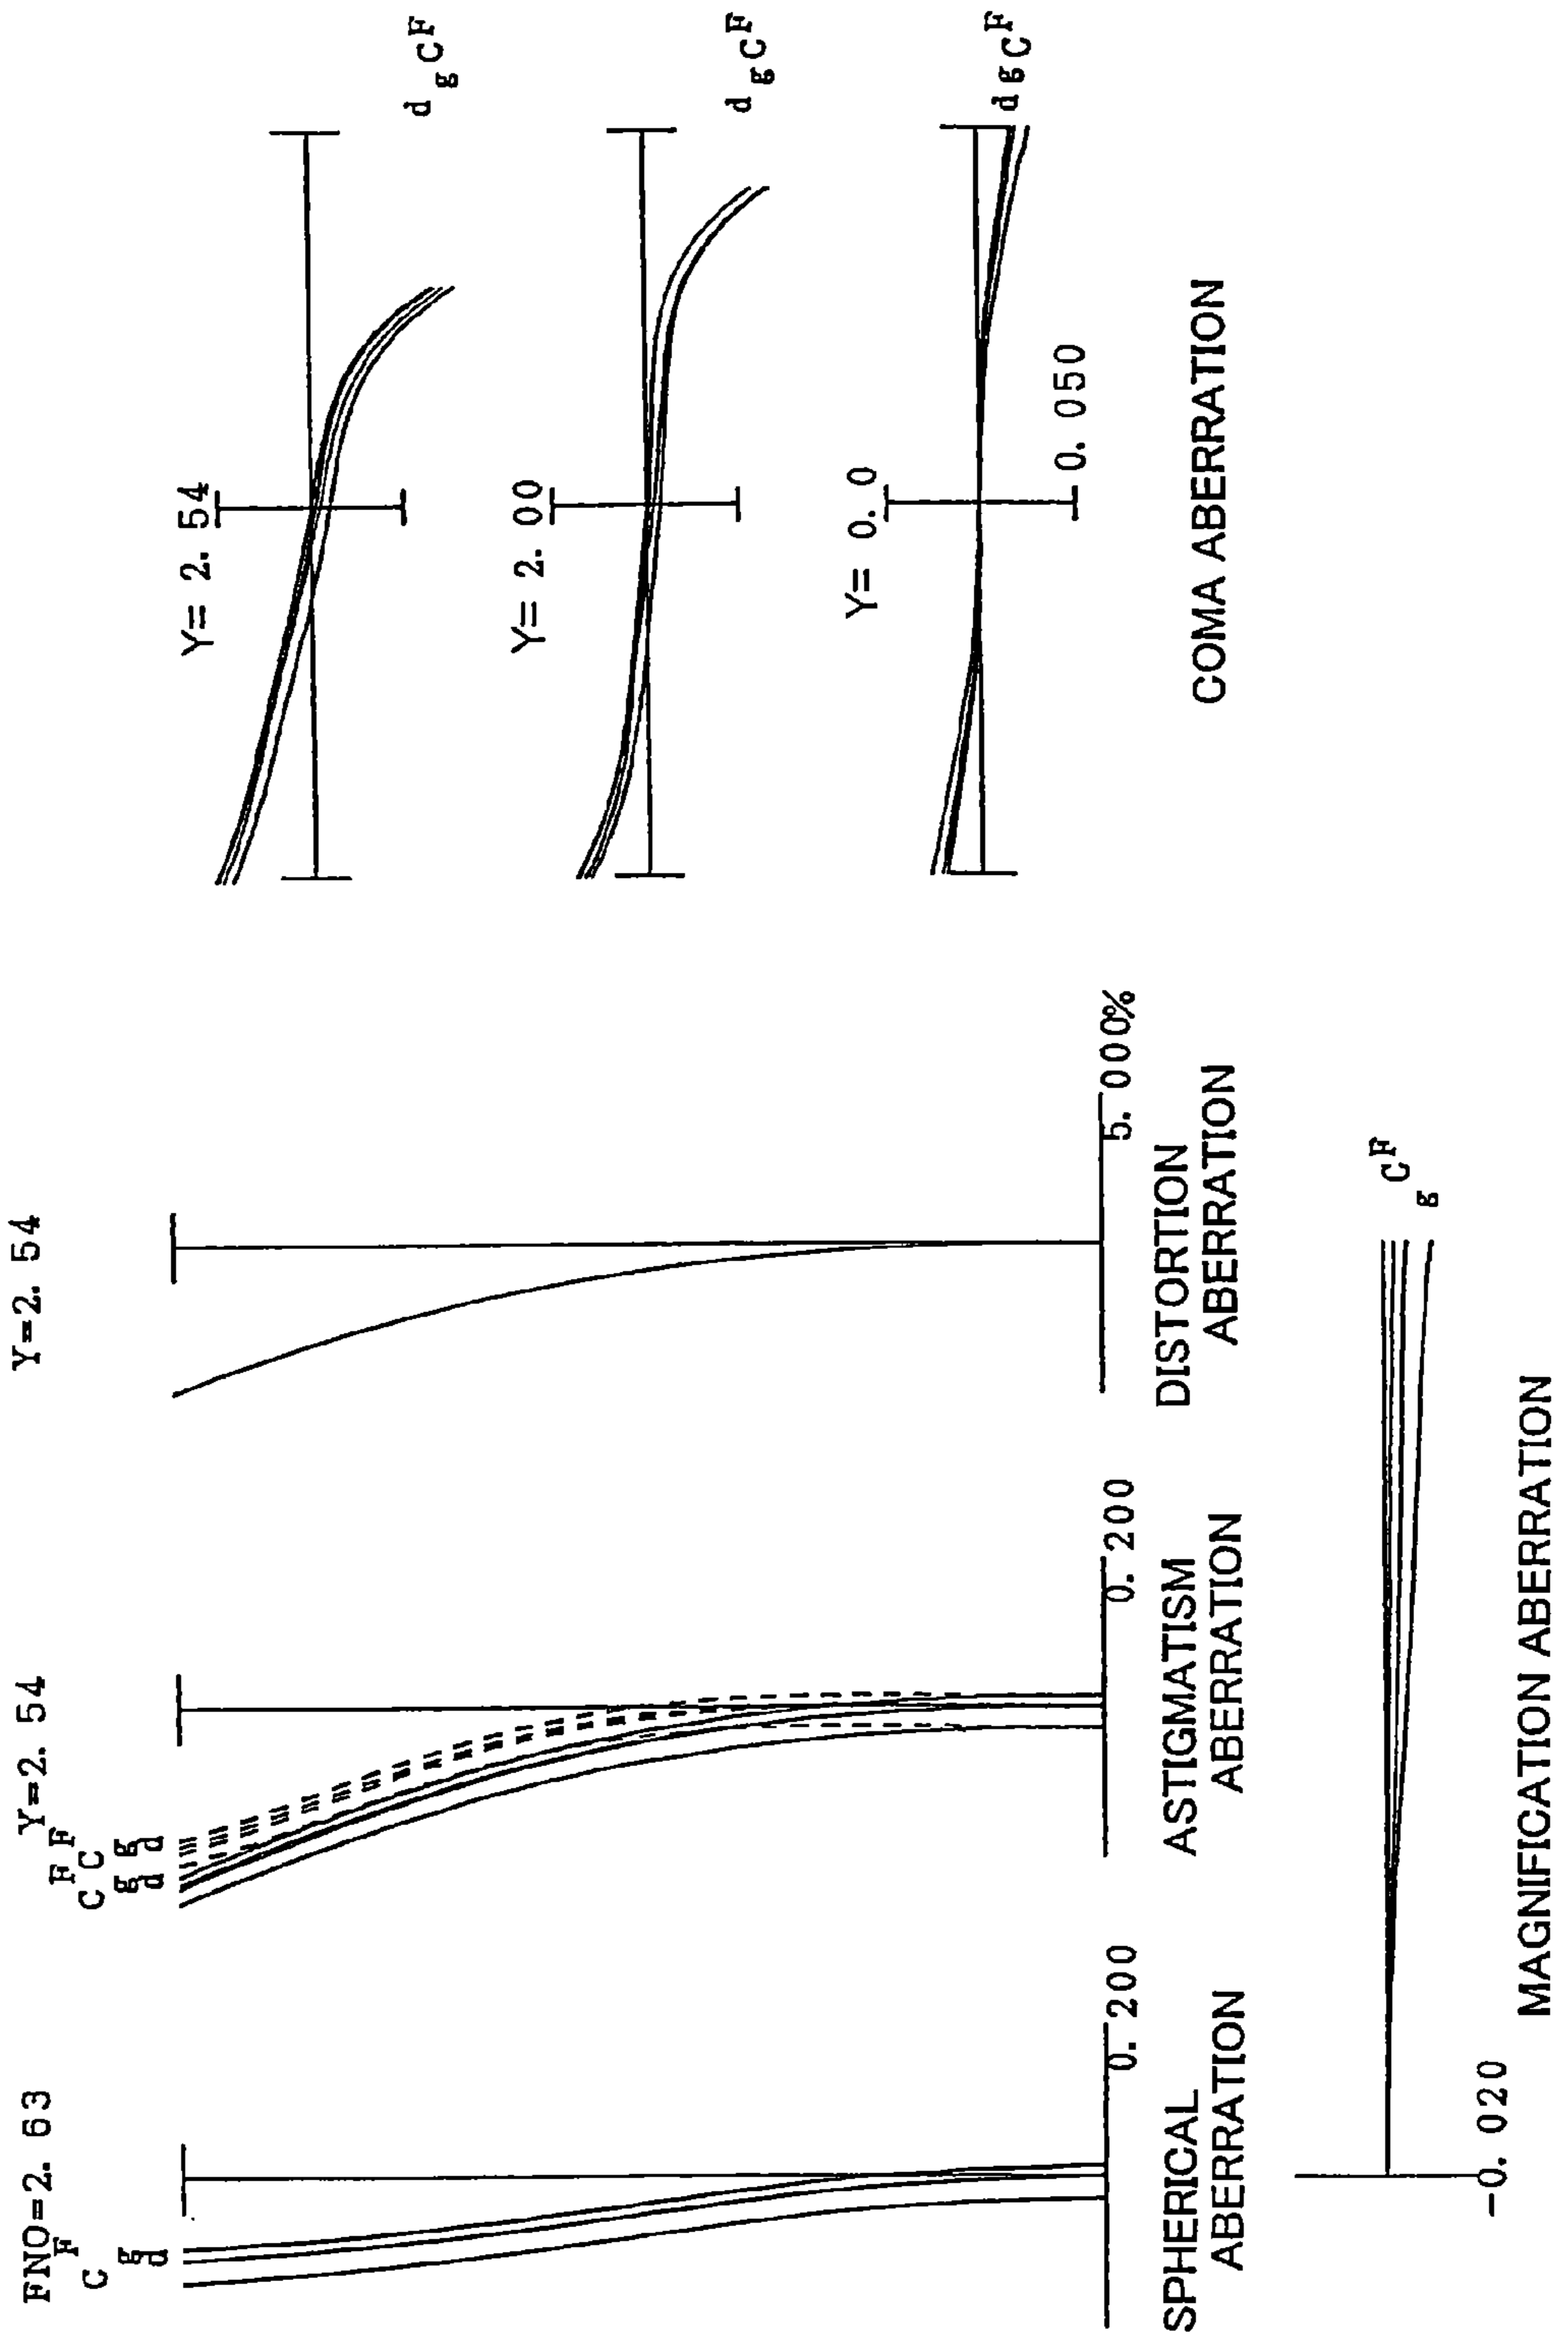 FNO=2. 63
F
C
g
d
SPHERICAL
ABERRATION
0. 200
Y=2. 54
F F
C C
g g
d d
ASTIGMATISM
ABERRATION
0. 200
Y=2. 54
DISTORTION
ABERRATION
5. 000%
Y= 2. 54
d g C F
Y= 2. 00
d g C F
Y= 0. 0
d g C F
0. 050
COMA ABERRATION
g C F
-0. 020
MAGNIFICATION ABERRATION